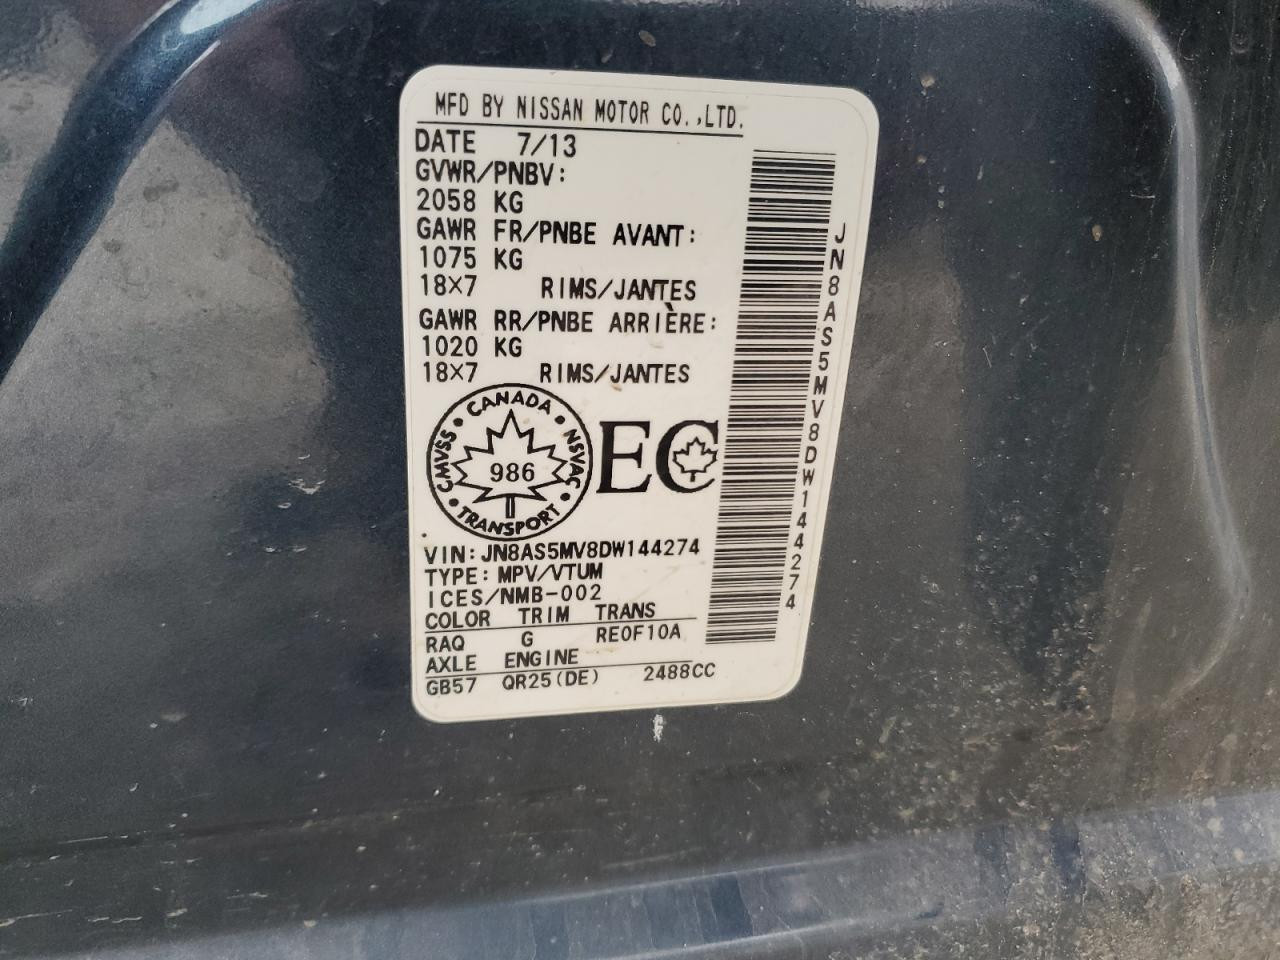 MFD BY NISSAN MOTOR CO.,LTD.
DATE 7/13
GVWR/PNBV:
2058 KG
GAWR FR/PNBE AVANT:
1075 KG
18×7 RIMS/JANTES
GAWR RR/PNBE ARRIÈRE:
1020 KG
18×7 RIMS/JANTES
CANADA
CMVSS NSVAC
986
TRANSPORT
EC
VIN:JN8AS5MV8DW144274
TYPE:MPV/VTUM
ICES/NMB-002
COLOR TRIM TRANS
RAQ G RE0F10A
AXLE ENGINE
GB57 QR25(DE) 2488CC
JN8AS5MV8DW144274